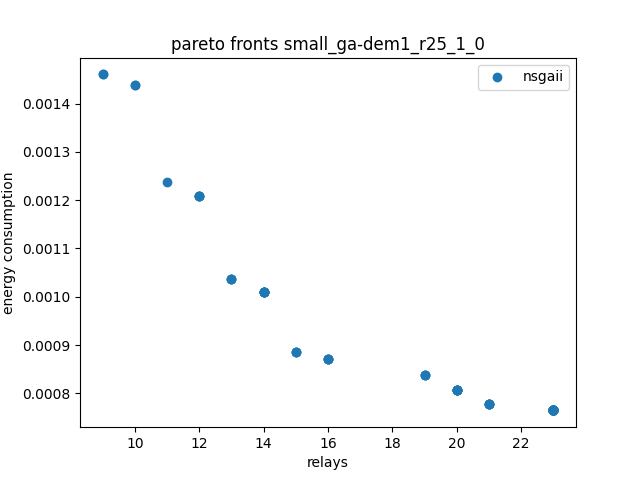 pareto fronts small_ga-dem1_r25_1_0
nsgaii
energy consumption
0.0014
0.0013
0.0012
0.0011
0.0010
0.0009
0.0008
10 12 14 16 18 20 22
relays